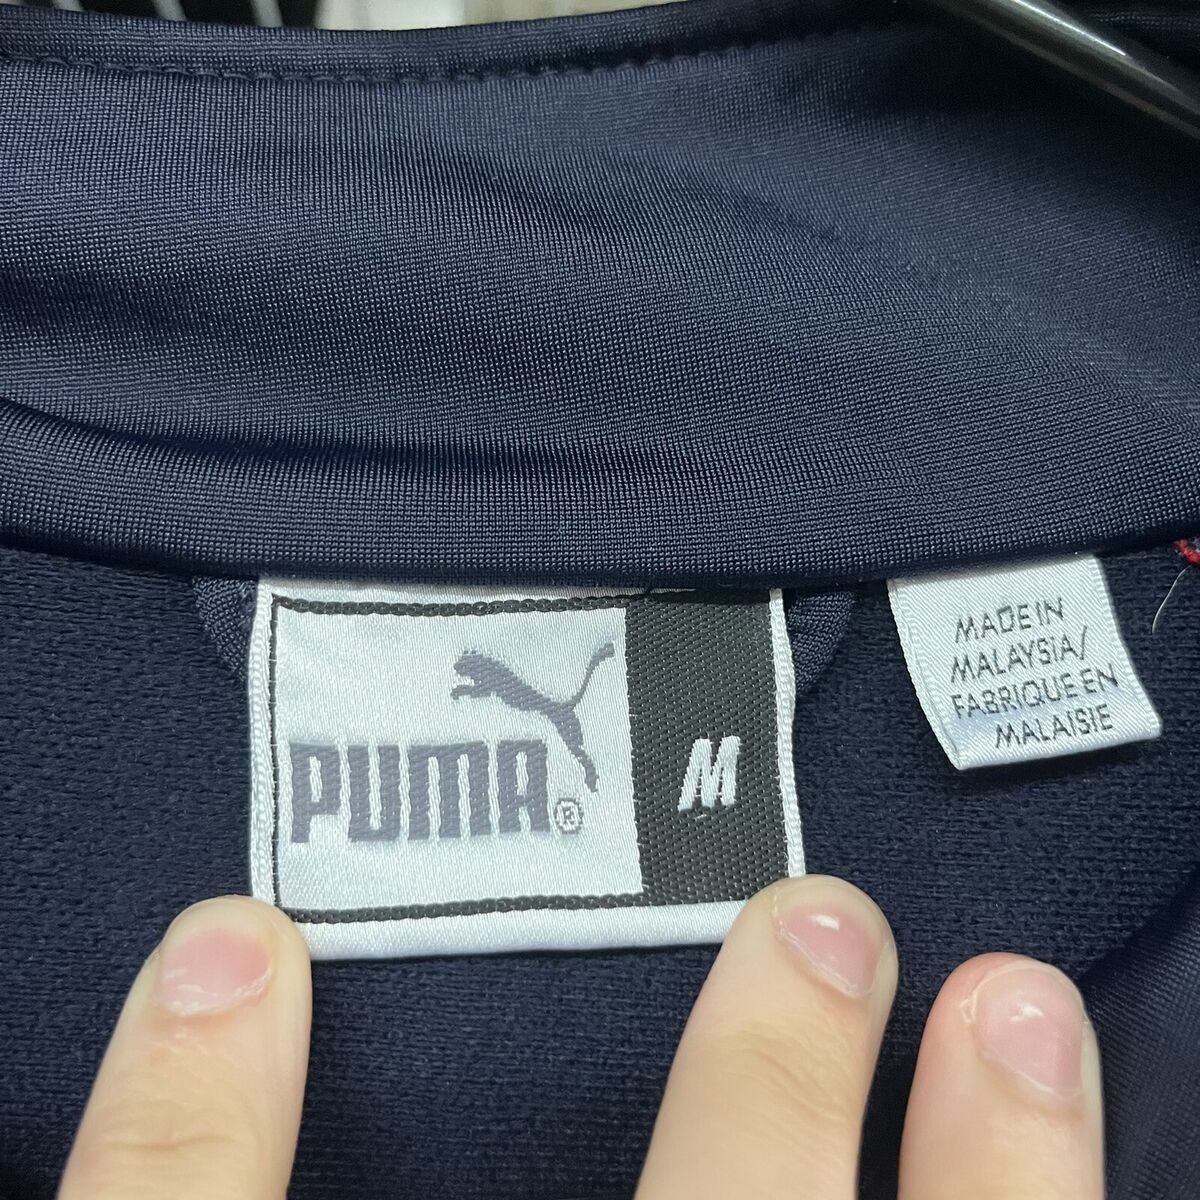 PUMA®
M
MADE IN
MALAYSIA/
FABRIQUE EN
MALAISIE